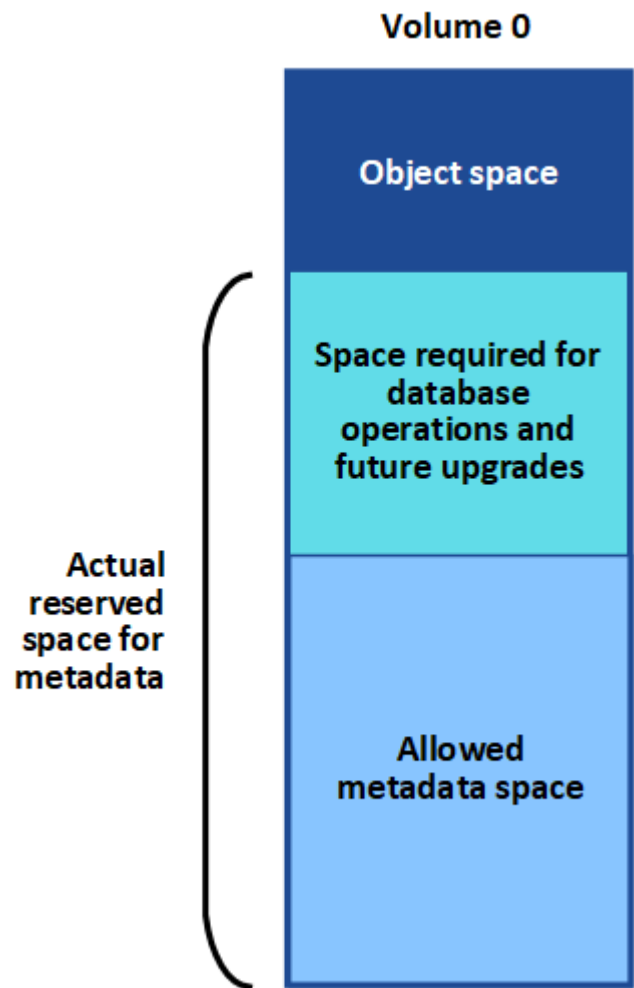 Volume 0
Object space
Space required for
database
operations and
future upgrades
Actual
reserved
space for
metadata
Allowed
metadata space